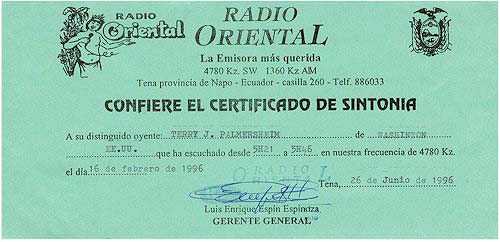 RADIO Oriental
RADIO
ORIENTAL
La Emisora más querida
4780 Kz. SW 1360 Kz AM
Tena provincia de Napo - Ecuador - casilla 260 - Telf. 886033
CONFIERE EL CERTIFICADO DE SINTONIA
A su distinguido oyente: TERRY J. PALMERSHEIM de WASHINTON
EE.UU. que ha escuchado desde 5H21 a 5H46 en nuestra frecuencia de 4780 Kz.
el día 16 de febrero de 1996
Tena, 26 de Junio de 1996
Luis Enrique Espín Espinoza
GERENTE GENERAL